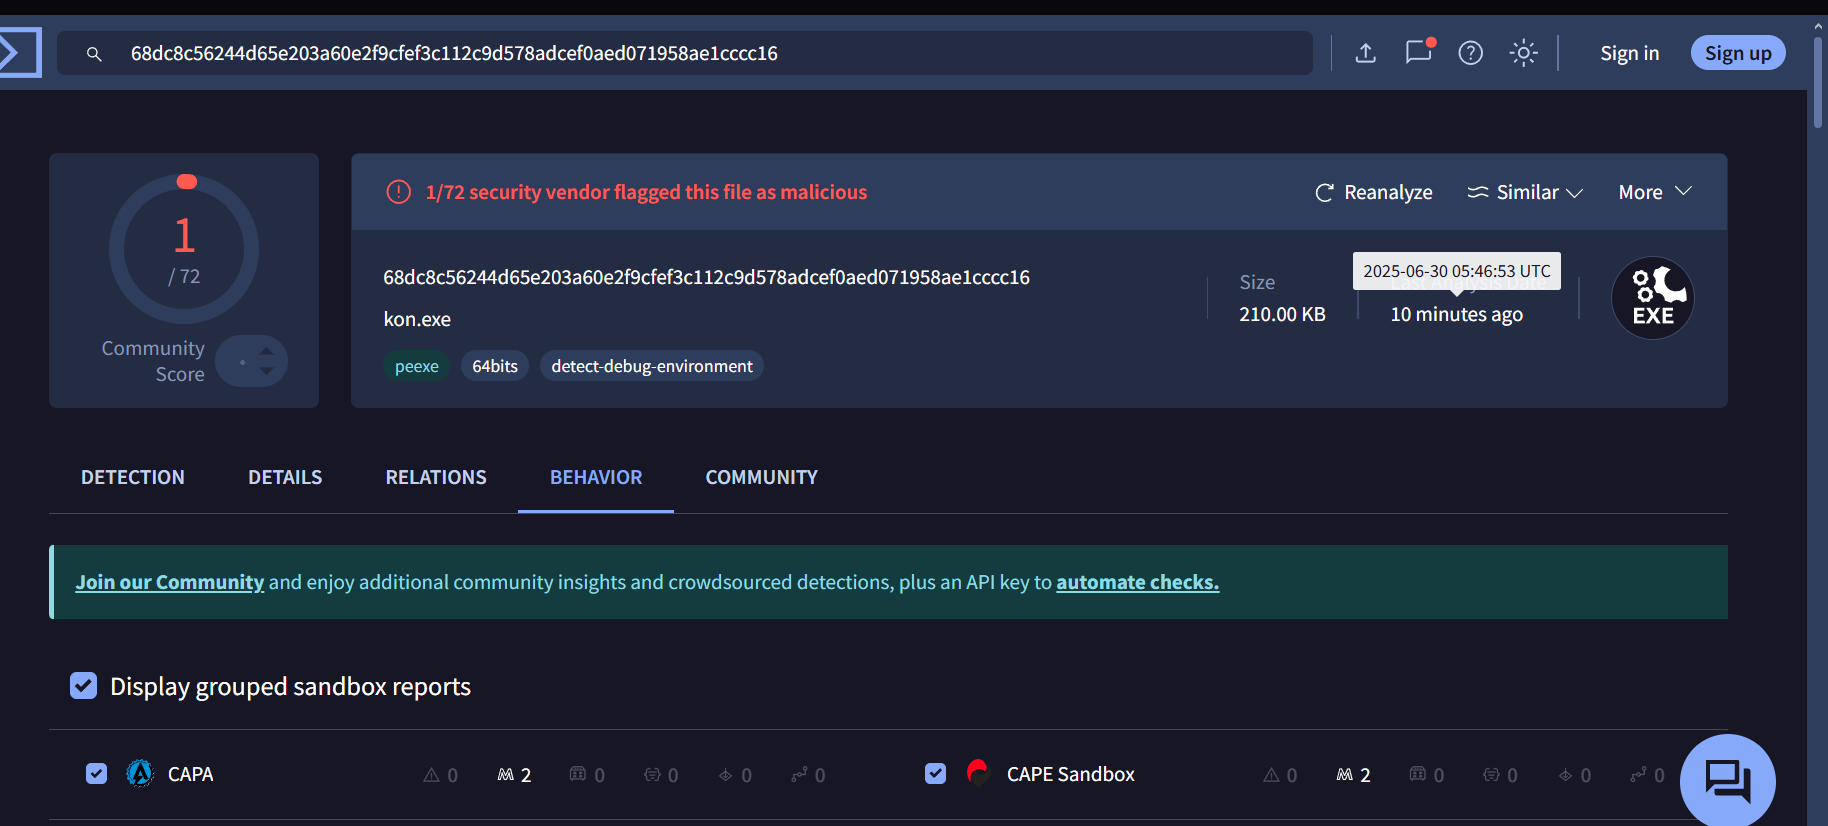 68dc8c56244d65e203a60e2f9cfef3c112c9d578adcef0aed071958ae1cccc16
Sign in
Sign up
1
/ 72
Community
Score
1/72 security vendor flagged this file as malicious
Reanalyze
Similar
More
68dc8c56244d65e203a60e2f9cfef3c112c9d578adcef0aed071958ae1cccc16
kon.exe
peexe
64bits
detect-debug-environment
Size
210.00 KB
2025-06-30 05:46:53 UTC
Last Analysis Date
10 minutes ago
EXE
DETECTION
DETAILS
RELATIONS
BEHAVIOR
COMMUNITY
Join our Community and enjoy additional community insights and crowdsourced detections, plus an API key to automate checks.
Display grouped sandbox reports
CAPA
0
2
0
0
0
0
CAPE Sandbox
0
2
0
0
0
0